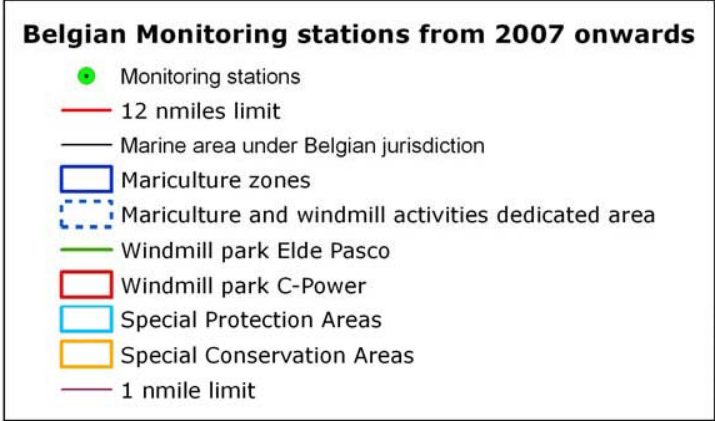 Belgian Monitoring stations from 2007 onwards
Monitoring stations
12 nmiles limit
Marine area under Belgian jurisdiction
Mariculture zones
Mariculture and windmill activities dedicated area
Windmill park Elde Pasco
Windmill park C-Power
Special Protection Areas
Special Conservation Areas
1 nmile limit